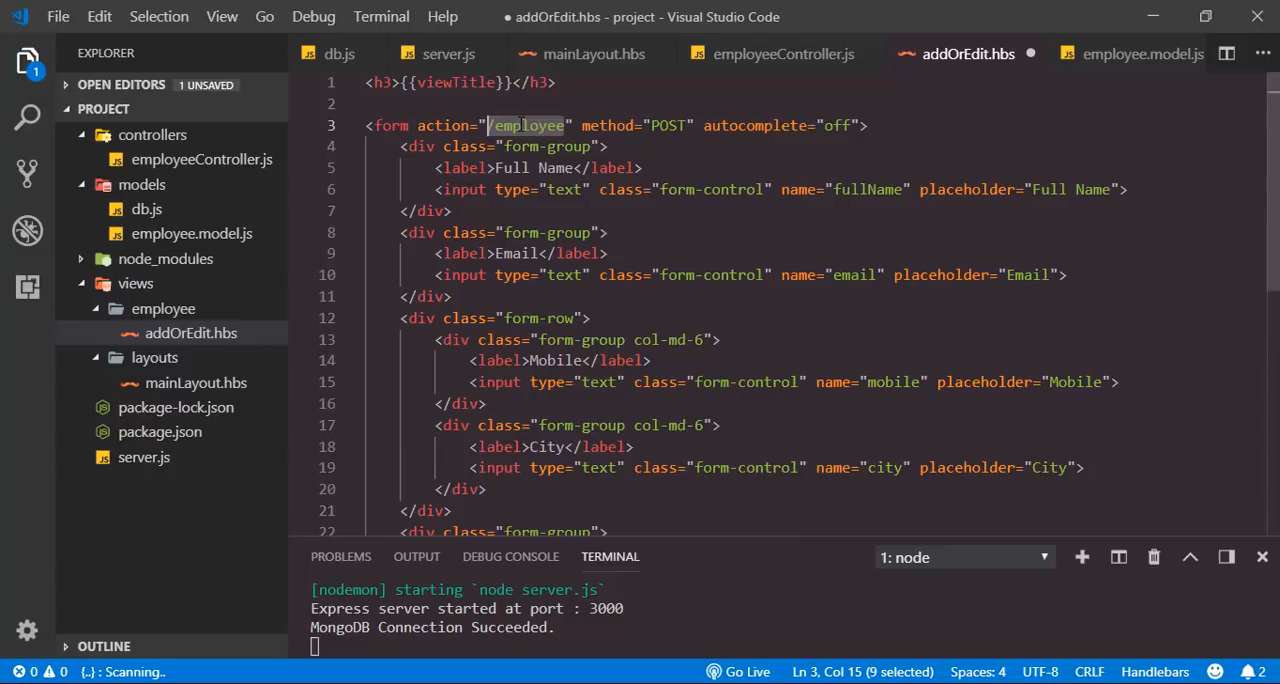 File Edit Selection View Go Debug Terminal Help ● addOrEdit.hbs - project - Visual Studio Code
EXPLORER
OPEN EDITORS 1 UNSAVED
PROJECT
controllers
employeeController.js
models
db.js
employee.model.js
node_modules
views
employee
addOrEdit.hbs
layouts
mainLayout.hbs
package-lock.json
package.json
server.js
OUTLINE
1
db.js server.js mainLayout.hbs employeeController.js addOrEdit.hbs ● employee.model.js
1 <h3>{{viewTitle}}</h3>
2
3 <form action="/employee" method="POST" autocomplete="off">
4 <div class="form-group">
5 <label>Full Name</label>
6 <input type="text" class="form-control" name="fullName" placeholder="Full Name">
7 </div>
8 <div class="form-group">
9 <label>Email</label>
10 <input type="text" class="form-control" name="email" placeholder="Email">
11 </div>
12 <div class="form-row">
13 <div class="form-group col-md-6">
14 <label>Mobile</label>
15 <input type="text" class="form-control" name="mobile" placeholder="Mobile">
16 </div>
17 <div class="form-group col-md-6">
18 <label>City</label>
19 <input type="text" class="form-control" name="city" placeholder="City">
20 </div>
21 </div>
22 <div class="form-group">
PROBLEMS OUTPUT DEBUG CONSOLE TERMINAL 1: node
[nodemon] starting `node server.js`
Express server started at port : 3000
MongoDB Connection Succeeded.
0 0 {..} : Scanning.. Go Live Ln 3, Col 15 (9 selected) Spaces: 4 UTF-8 CRLF Handlebars 2